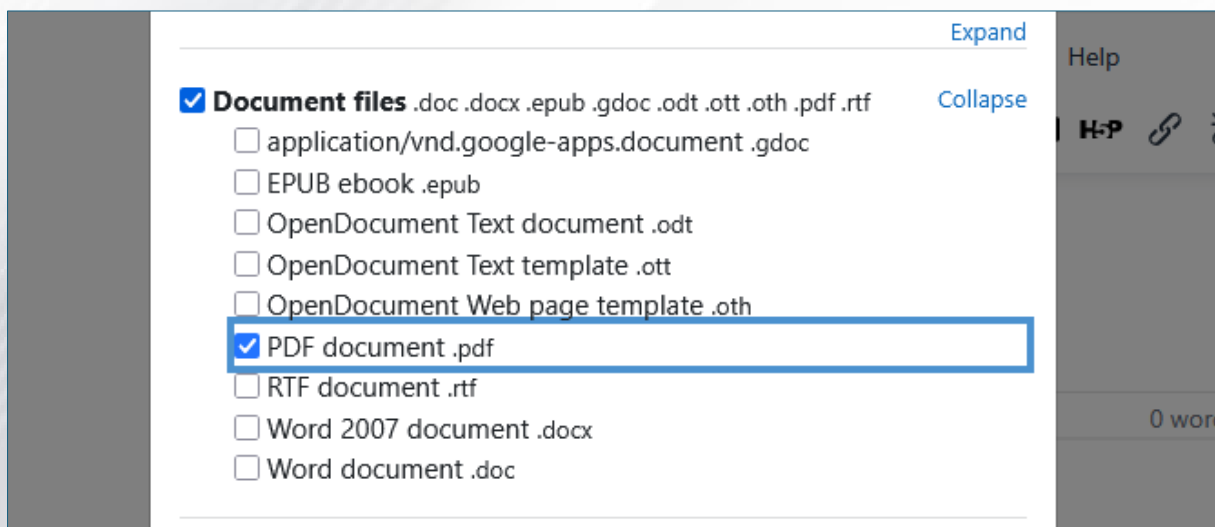 Expand
Help
Document files .doc .docx .epub .gdoc .odt .ott .oth .pdf .rtf
Collapse
H5P
application/vnd.google-apps.document .gdoc
EPUB ebook .epub
OpenDocument Text document .odt
OpenDocument Text template .ott
OpenDocument Web page template .oth
PDF document .pdf
RTF document .rtf
Word 2007 document .docx
0
Word document .doc